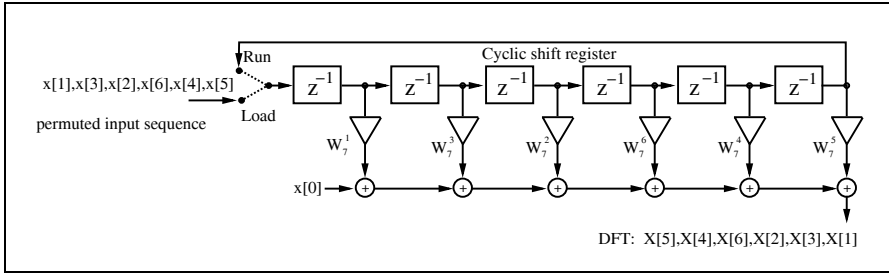 Run
Cyclic shift register
x[1],x[3],x[2],x[6],x[4],x[5]
z⁻¹ z⁻¹ z⁻¹ z⁻¹ z⁻¹ z⁻¹
Load
permuted input sequence
W₇¹ W₇³ W₇² W₇⁶ W₇⁴ W₇⁵
x[0] + + + + + +
DFT: X[5],X[4],X[6],X[2],X[3],X[1]